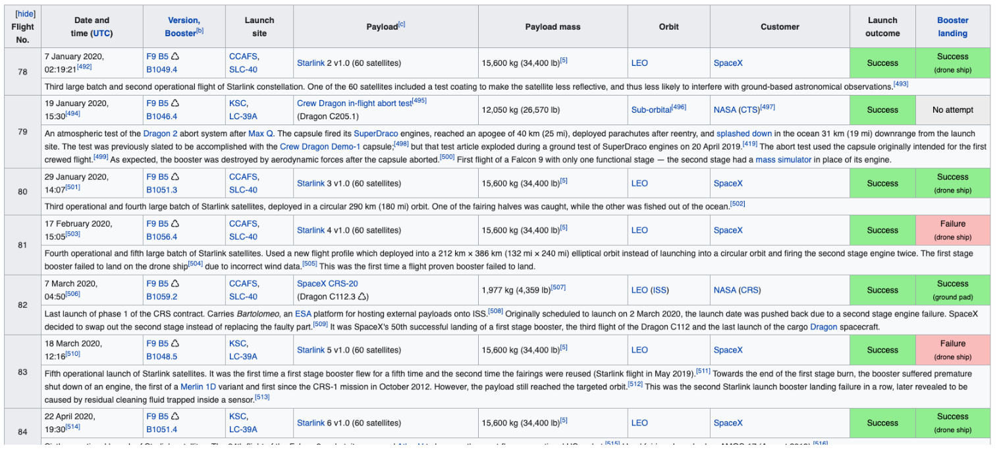 [hide]
Flight
No.
Date and
time (UTC)
Version,
Booster[b]
Launch
site
Payload[c]
Payload mass
Orbit
Customer
Launch
outcome
Booster
landing
78
7 January 2020,
02:19:21[492]
F9 B5 ♺
B1049.4
CCAFS,
SLC-40
Starlink 2 v1.0 (60 satellites)
15,600 kg (34,400 lb)[5]
LEO
SpaceX
Success
Success
(drone ship)
Third large batch and second operational flight of Starlink constellation. One of the 60 satellites included a test coating to make the satellite less reflective, and thus less likely to interfere with ground-based astronomical observations.[493]
79
19 January 2020,
15:30[494]
F9 B5 ♺
B1046.4
KSC,
LC-39A
Crew Dragon in-flight abort test[495]
(Dragon C205.1)
12,050 kg (26,570 lb)
Sub-orbital[496]
NASA (CTS)[497]
Success
No attempt
An atmospheric test of the Dragon 2 abort system after Max Q. The capsule fired its SuperDraco engines, reached an apogee of 40 km (25 mi), deployed parachutes after reentry, and splashed down in the ocean 31 km (19 mi) downrange from the launch
site. The test was previously slated to be accomplished with the Crew Dragon Demo-1 capsule;[498] but that test article exploded during a ground test of SuperDraco engines on 20 April 2019.[419] The abort test used the capsule originally intended for the first
crewed flight.[499] As expected, the booster was destroyed by aerodynamic forces after the capsule aborted.[500] First flight of a Falcon 9 with only one functional stage — the second stage had a mass simulator in place of its engine.
80
29 January 2020,
14:07[501]
F9 B5 ♺
B1051.3
CCAFS,
SLC-40
Starlink 3 v1.0 (60 satellites)
15,600 kg (34,400 lb)[5]
LEO
SpaceX
Success
Success
(drone ship)
Third operational and fourth large batch of Starlink satellites, deployed in a circular 290 km (180 mi) orbit. One of the fairing halves was caught, while the other was fished out of the ocean.[502]
81
17 February 2020,
15:05[503]
F9 B5 ♺
B1056.4
CCAFS,
SLC-40
Starlink 4 v1.0 (60 satellites)
15,600 kg (34,400 lb)[5]
LEO
SpaceX
Success
Failure
(drone ship)
Fourth operational and fifth large batch of Starlink satellites. Used a new flight profile which deployed into a 212 km × 386 km (132 mi × 240 mi) elliptical orbit instead of launching into a circular orbit and firing the second stage engine twice. The first stage
booster failed to land on the drone ship[504] due to incorrect wind data.[505] This was the first time a flight proven booster failed to land.
82
7 March 2020,
04:50[506]
F9 B5 ♺
B1059.2
CCAFS,
SLC-40
SpaceX CRS-20
(Dragon C112.3 ♺)
1,977 kg (4,359 lb)[507]
LEO (ISS)
NASA (CRS)
Success
Success
(ground pad)
Last launch of phase 1 of the CRS contract. Carries Bartolomeo, an ESA platform for hosting external payloads onto ISS.[508] Originally scheduled to launch on 2 March 2020, the launch date was pushed back due to a second stage engine failure. SpaceX
decided to swap out the second stage instead of replacing the faulty part.[509] It was SpaceX's 50th successful landing of a first stage booster, the third flight of the Dragon C112 and the last launch of the cargo Dragon spacecraft.
83
18 March 2020,
12:16[510]
F9 B5 ♺
B1048.5
KSC,
LC-39A
Starlink 5 v1.0 (60 satellites)
15,600 kg (34,400 lb)[5]
LEO
SpaceX
Success
Failure
(drone ship)
Fifth operational launch of Starlink satellites. It was the first time a first stage booster flew for a fifth time and the second time the fairings were reused (Starlink flight in May 2019).[511] Towards the end of the first stage burn, the booster suffered premature
shut down of an engine, the first of a Merlin 1D variant and first since the CRS-1 mission in October 2012. However, the payload still reached the targeted orbit.[512] This was the second Starlink launch booster landing failure in a row, later revealed to be
caused by residual cleaning fluid trapped inside a sensor.[513]
84
22 April 2020,
19:30[514]
F9 B5 ♺
B1051.4
KSC,
LC-39A
Starlink 6 v1.0 (60 satellites)
15,600 kg (34,400 lb)[5]
LEO
SpaceX
Success
Success
(drone ship)